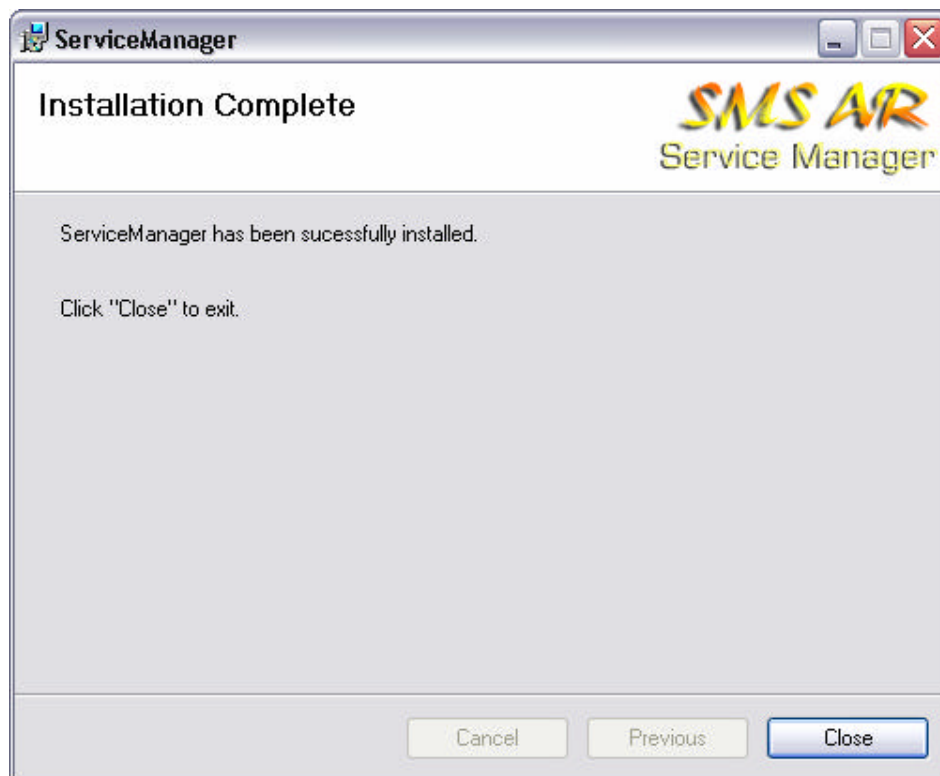 ServiceManager
Installation Complete
SMS AR
Service Manager
ServiceManager has been sucessfully installed.
Click "Close" to exit.
Cancel
Previous
Close